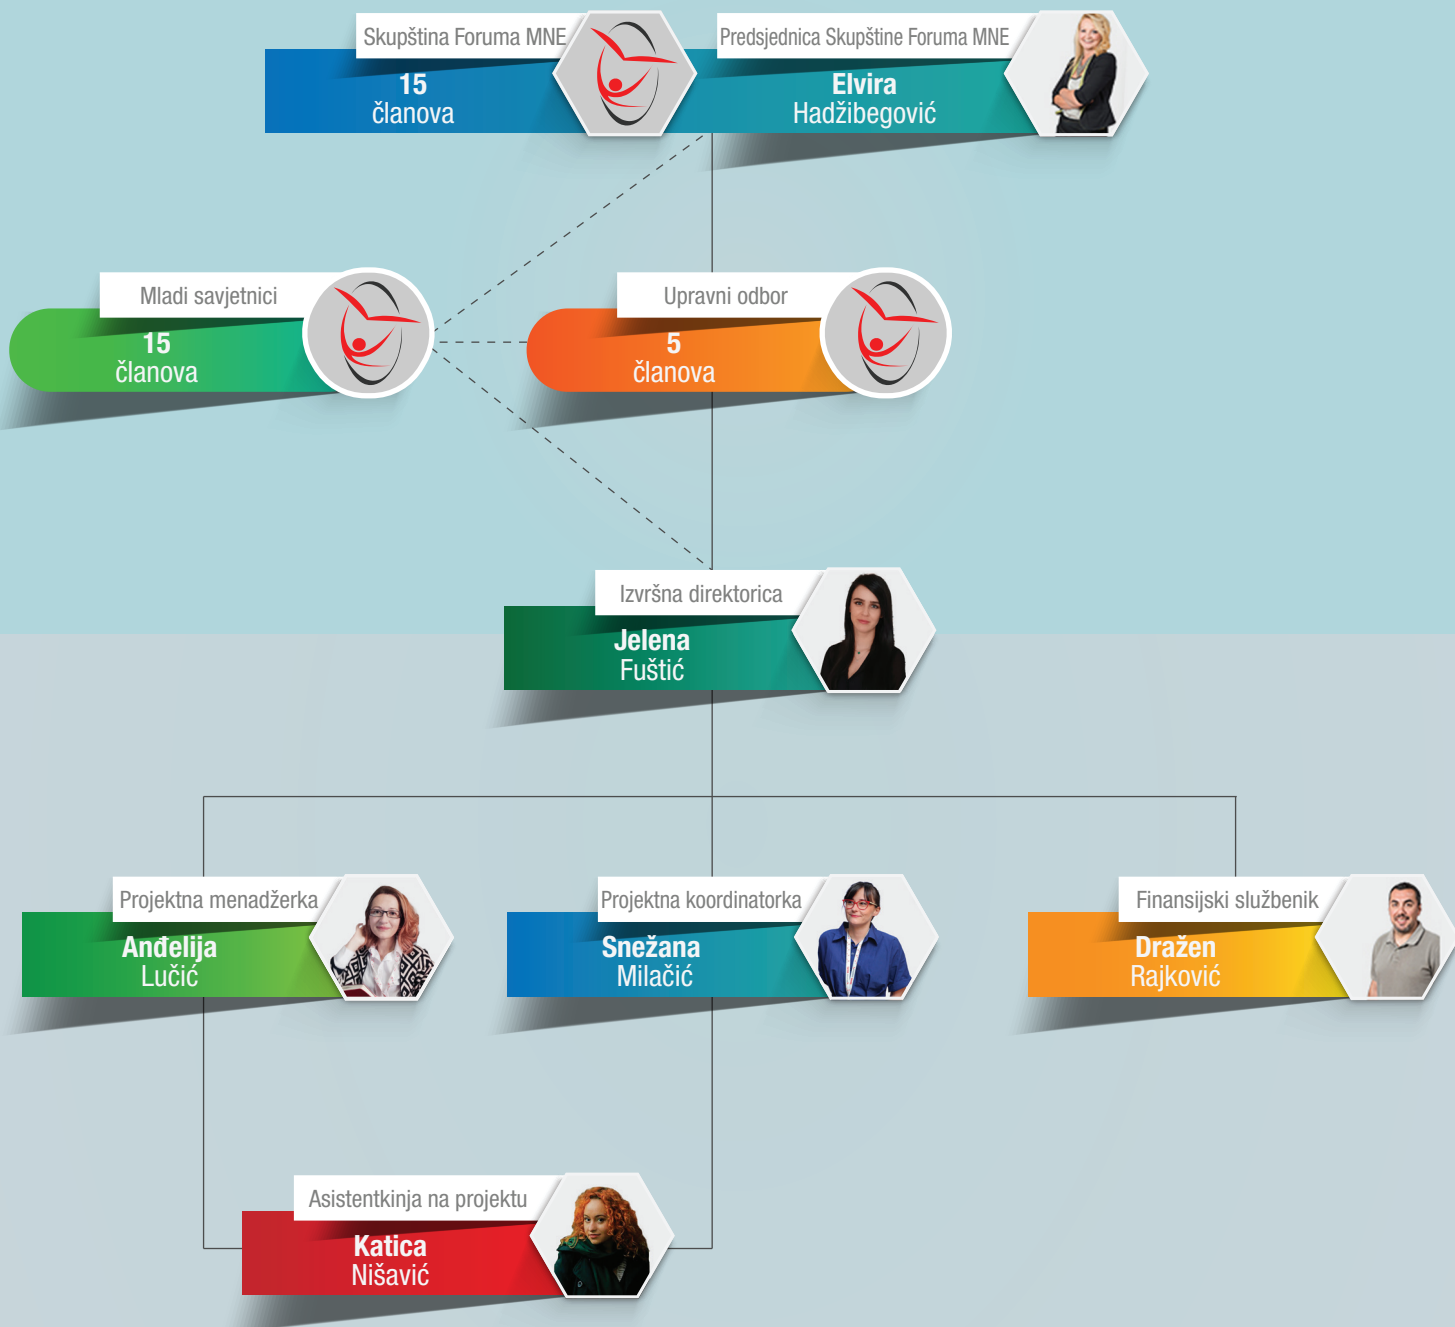 Skupština Foruma MNE
15
članova
Predsjednica Skupštine Foruma MNE
Elvira
Hadžibegović
Mladi savjetnici
15
članova
Upravni odbor
5
članova
Izvršna direktorica
Jelena
Fuštić
Projektna menadžerka
Anđelija
Lučić
Projektna koordinatorka
Snežana
Milačić
Finansijski službenik
Dražen
Rajković
Asistentkinja na projektu
Katica
Nišavić